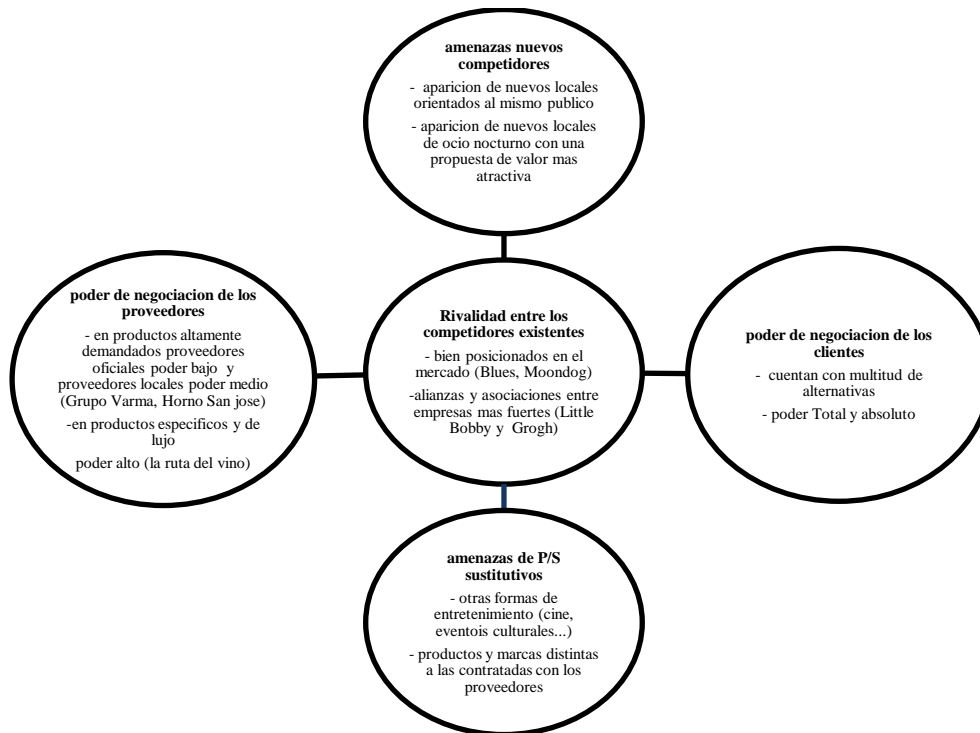 amenazas nuevos
competidores
- aparicion de nuevos locales
orientados al mismo publico
- aparicion de nuevos locales
de ocio nocturno con una
propuesta de valor mas
atractiva
poder de negociacion de los
proveedores
- en productos altamente
demandados proveedores
oficiales poder bajo y
proveedores locales poder medio
(Grupo Varma, Horno San jose)
-en productos especificos y de
lujo
poder alto (la ruta del vino)
Rivalidad entre los
competidores existentes
- bien posicionados en el
mercado (Blues, Moondog)
-alianzas y asociaciones entre
empresas mas fuertes (Little
Bobby y Grogh)
poder de negociacion de los
clientes
- cuentan con multitud de
alternativas
- poder Total y absoluto
amenazas de P/S
sustitutivos
- otras formas de
entretenimiento (cine,
eventois culturales...)
- productos y marcas distintas
a las contratadas con los
proveedores